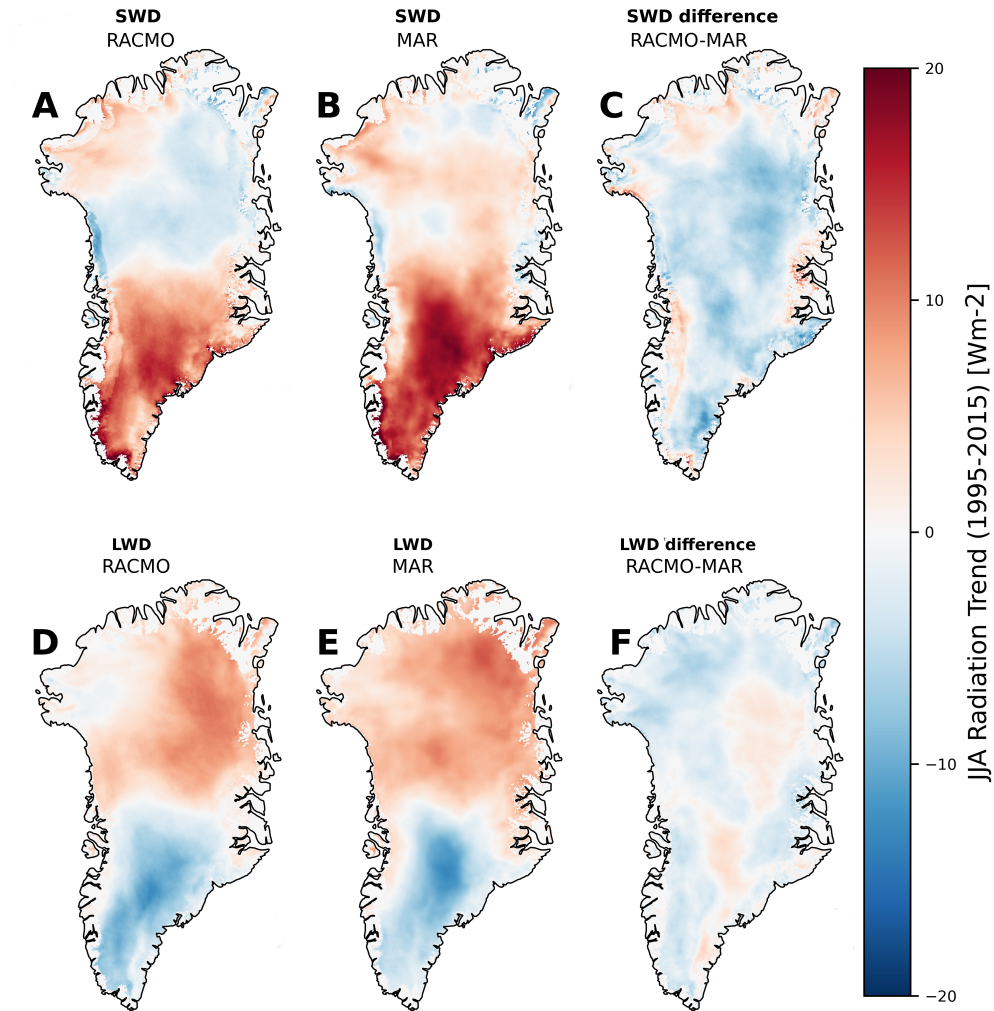 SWD
RACMO
SWD
MAR
SWD difference
RACMO-MAR
A
B
C
LWD
RACMO
LWD
MAR
LWD difference
RACMO-MAR
D
E
F
20
10
0
−10
−20
JJA Radiation Trend (1995-2015) [Wm-2]